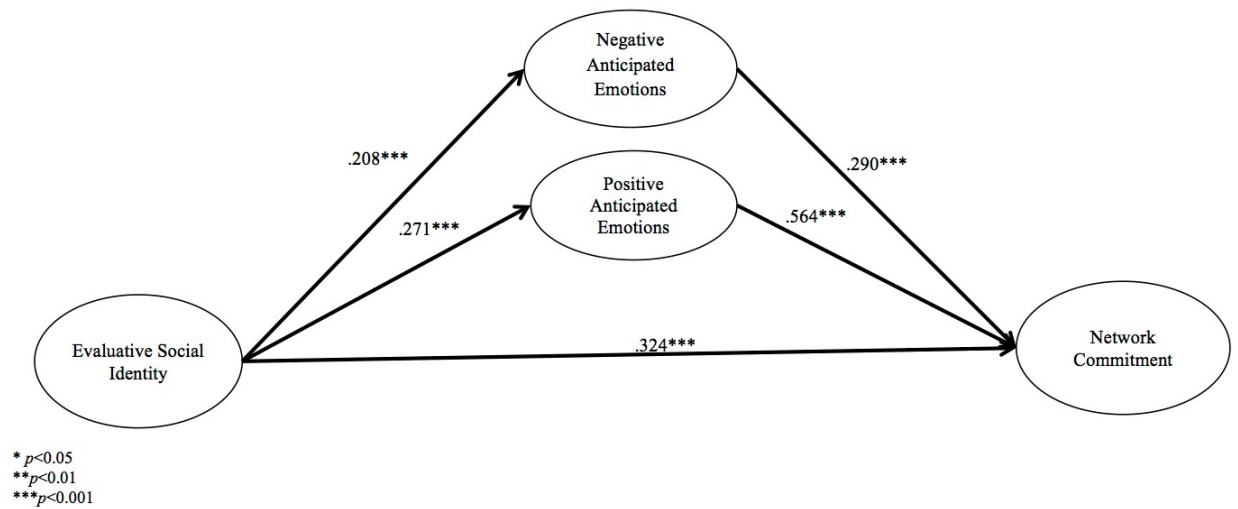 Negative
Anticipated
Emotions
.208***
.290***
Positive
Anticipated
Emotions
.271***
.564***
Evaluative Social
Identity
.324***
Network
Commitment
* p<0.05
**p<0.01
***p<0.001